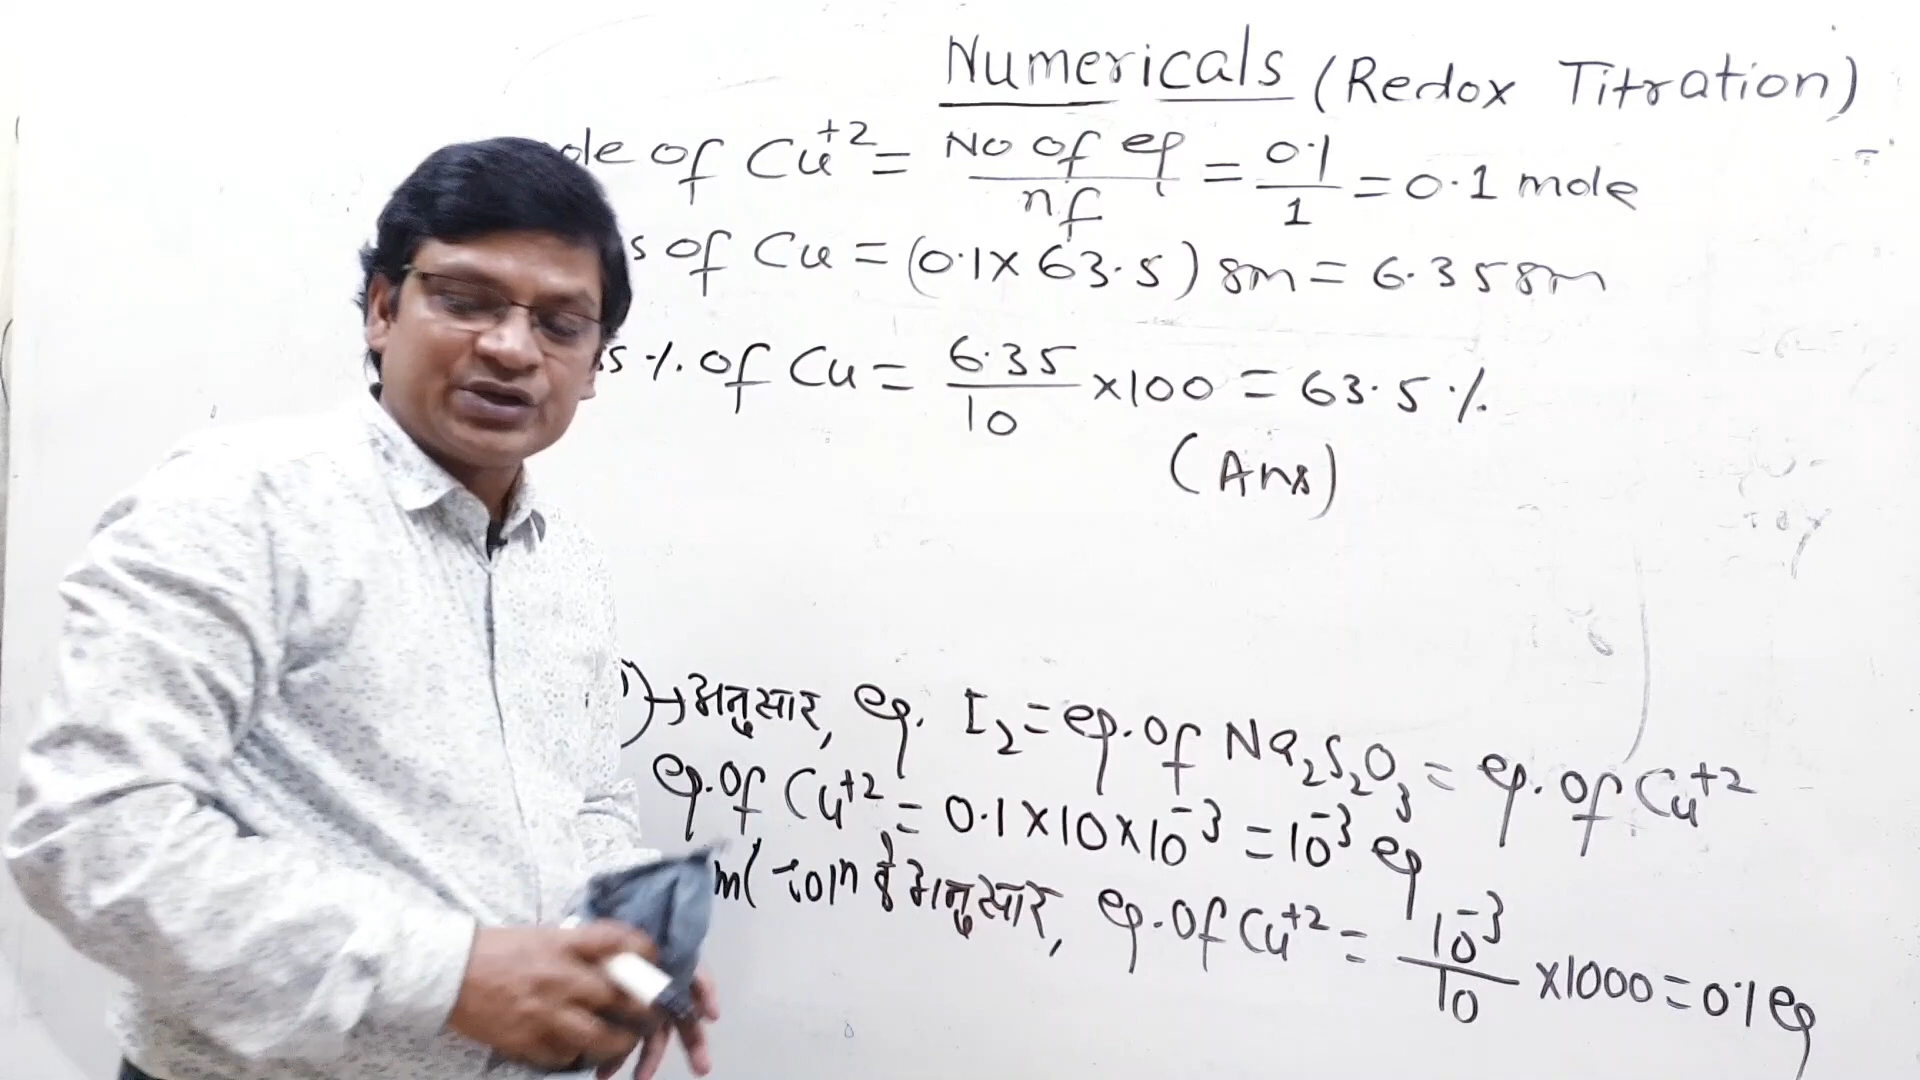 Numericals (Redox Titration)
of Cu+2 = No of eq / nf = 0.1 / 1 = 0.1 mole
of Cu = (0.1 × 63.5) gm = 6.35 gm
% of Cu = 6.35 / 10 × 100 = 63.5 %
(Ans)
अनुसार, eq. I2 = eq. of Na2S2O3 = eq. of Cu+2
eq. of Cu+2 = 0.1 × 10 × 10-3 = 10-3 eq
ml soln के अनुसार, eq. of Cu+2 = 10-3 / 10 × 1000 = 0.1 eq